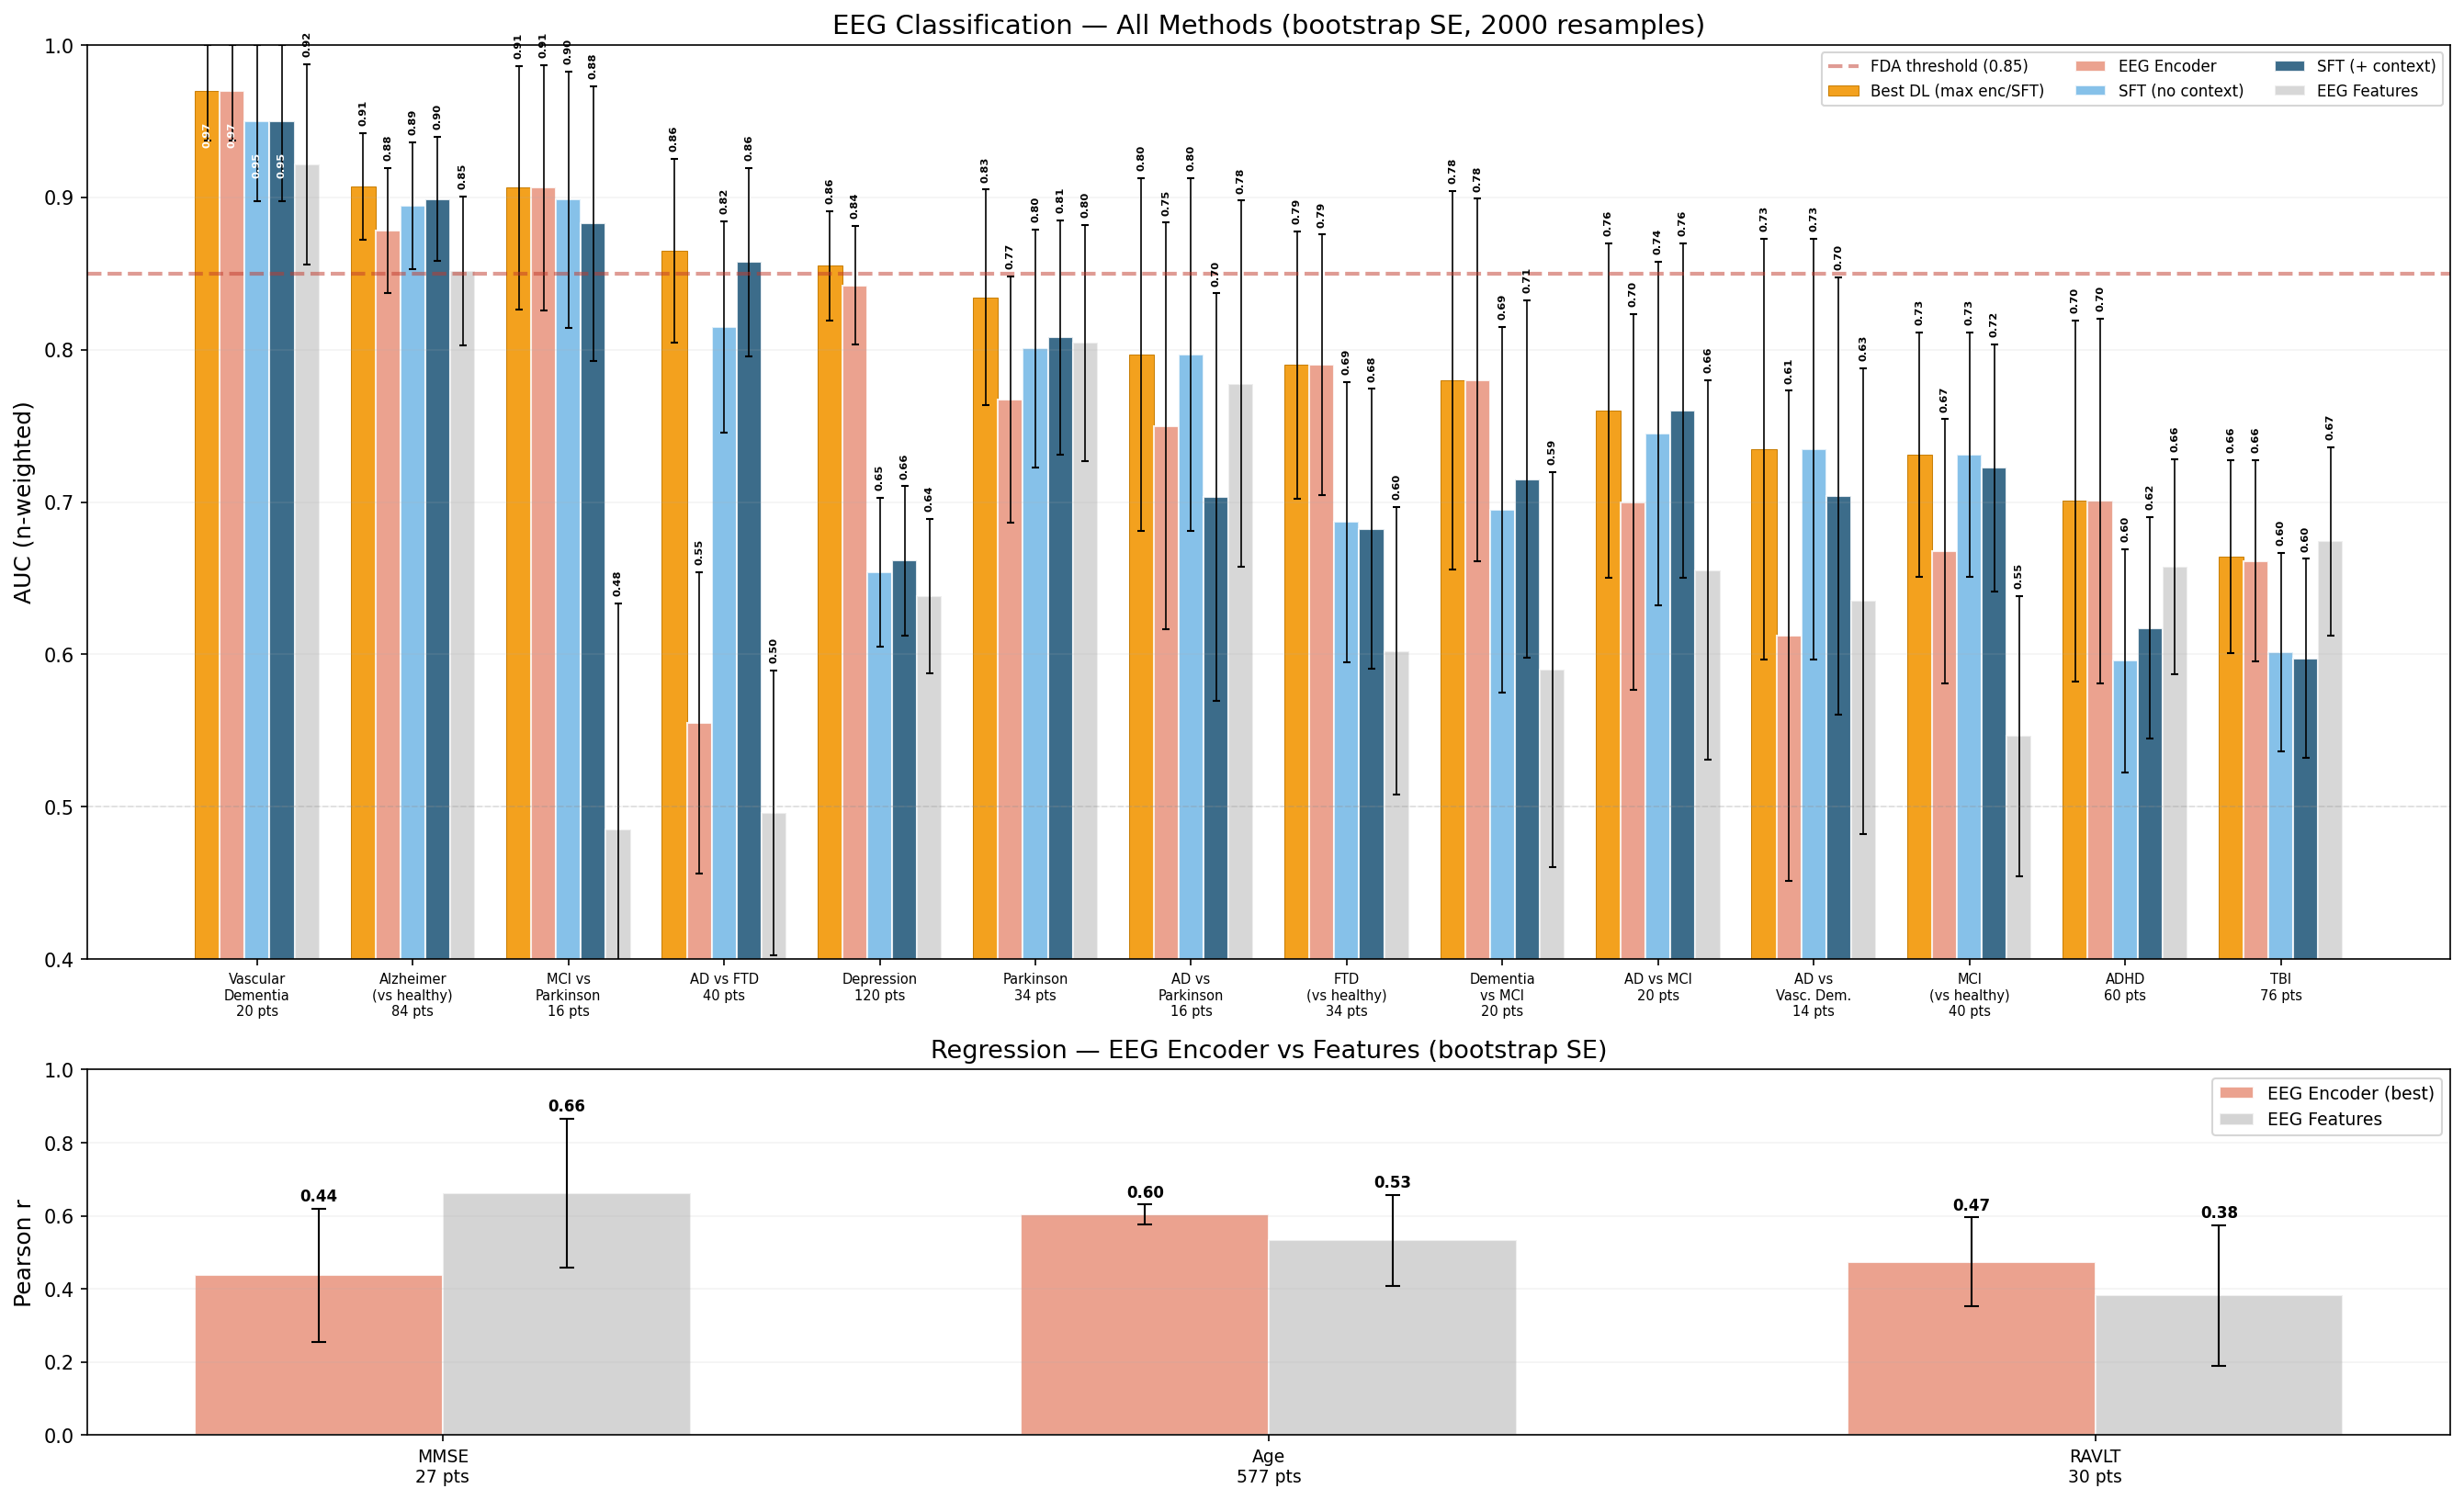 EEG Classification — All Methods (bootstrap SE, 2000 resamples)
FDA threshold (0.85)
Best DL (max enc/SFT)
EEG Encoder
SFT (no context)
SFT (+ context)
EEG Features
AUC (n-weighted)
1.0
0.9
0.8
0.7
0.6
0.5
0.4
0.97
0.97
0.95
0.95
0.92
0.91
0.88
0.89
0.90
0.85
0.91
0.91
0.90
0.88
0.48
0.86
0.55
0.82
0.86
0.50
0.86
0.84
0.65
0.66
0.64
0.83
0.77
0.80
0.81
0.80
0.80
0.75
0.80
0.70
0.78
0.79
0.79
0.69
0.68
0.60
0.78
0.78
0.69
0.71
0.59
0.76
0.70
0.74
0.76
0.66
0.73
0.61
0.73
0.70
0.63
0.73
0.67
0.73
0.72
0.55
0.70
0.70
0.60
0.62
0.66
0.66
0.66
0.60
0.60
0.67
Vascular
Dementia
20 pts
Alzheimer
(vs healthy)
84 pts
MCI vs
Parkinson
16 pts
AD vs FTD
40 pts
Depression
120 pts
Parkinson
34 pts
AD vs
Parkinson
16 pts
FTD
(vs healthy)
34 pts
Dementia
vs MCI
20 pts
AD vs MCI
20 pts
AD vs
Vasc. Dem.
14 pts
MCI
(vs healthy)
40 pts
ADHD
60 pts
TBI
76 pts
Regression — EEG Encoder vs Features (bootstrap SE)
EEG Encoder (best)
EEG Features
Pearson r
1.0
0.8
0.6
0.4
0.2
0.0
0.44
0.66
0.60
0.53
0.47
0.38
MMSE
27 pts
Age
577 pts
RAVLT
30 pts